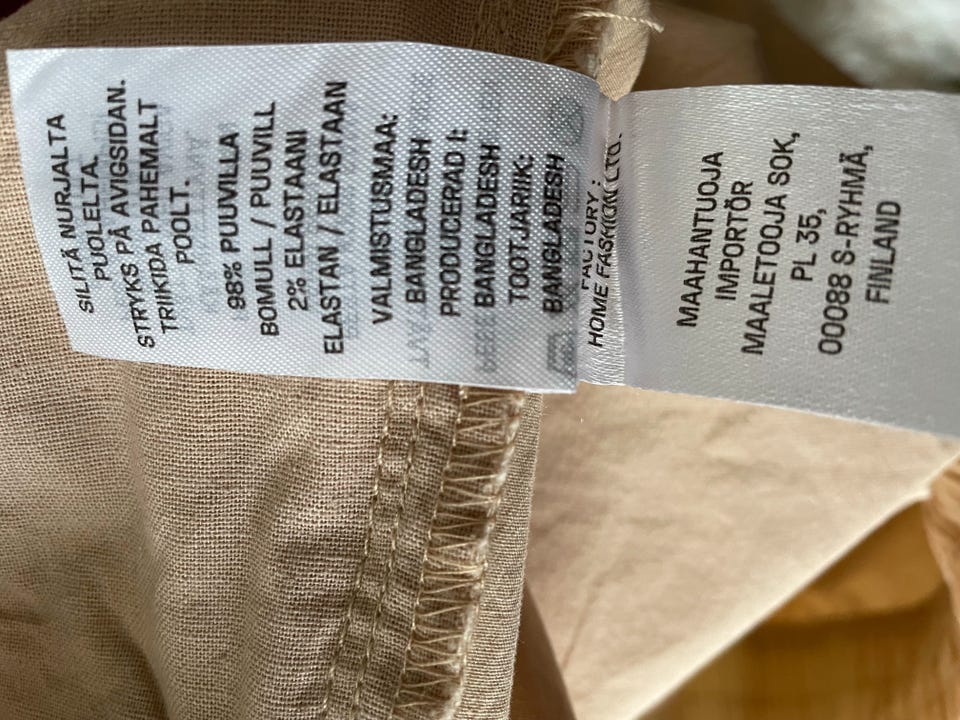 SILITÄ NURJALTA
PUOLELTA.
STRYKS PÅ AVIGSIDAN.
TRIIKIDA PAHEMALT
POOLT.
98% PUUVILLA
BOMULL / PUUVILL
2% ELASTAANI
ELASTAN / ELASTAAN
VALMISTUSMAA:
BANGLADESH
PRODUCERAD I:
BANGLADESH
TOOTJARIIK:
BANGLADESH
FACTORY:
HOME FASHION LTD.
MAAHANTUOJA
IMPORTÖR
MAALETOOJA SOK,
PL 35,
00088 S-RYHMÄ,
FINLAND